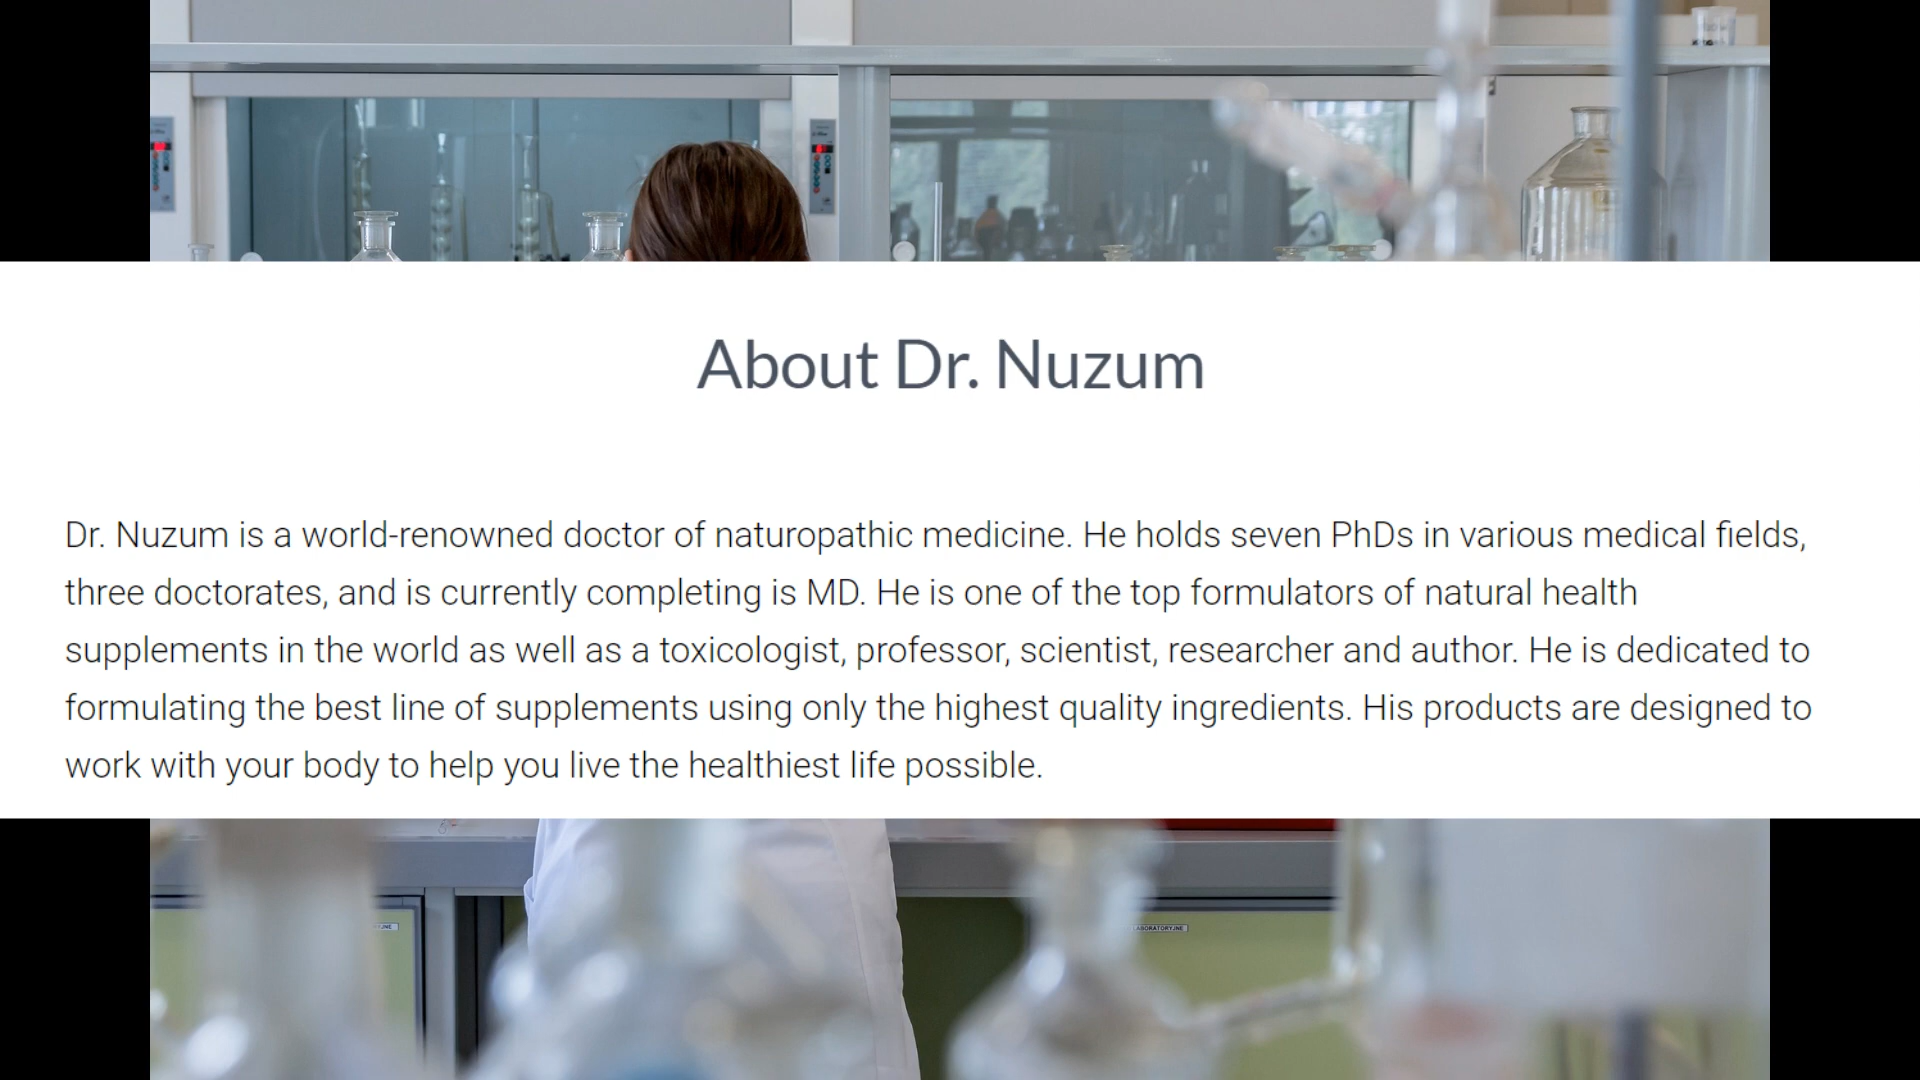 About Dr. Nuzum
Dr. Nuzum is a world-renowned doctor of naturopathic medicine. He holds seven PhDs in various medical fields,
three doctorates, and is currently completing is MD. He is one of the top formulators of natural health
supplements in the world as well as a toxicologist, professor, scientist, researcher and author. He is dedicated to
formulating the best line of supplements using only the highest quality ingredients. His products are designed to
work with your body to help you live the healthiest life possible.